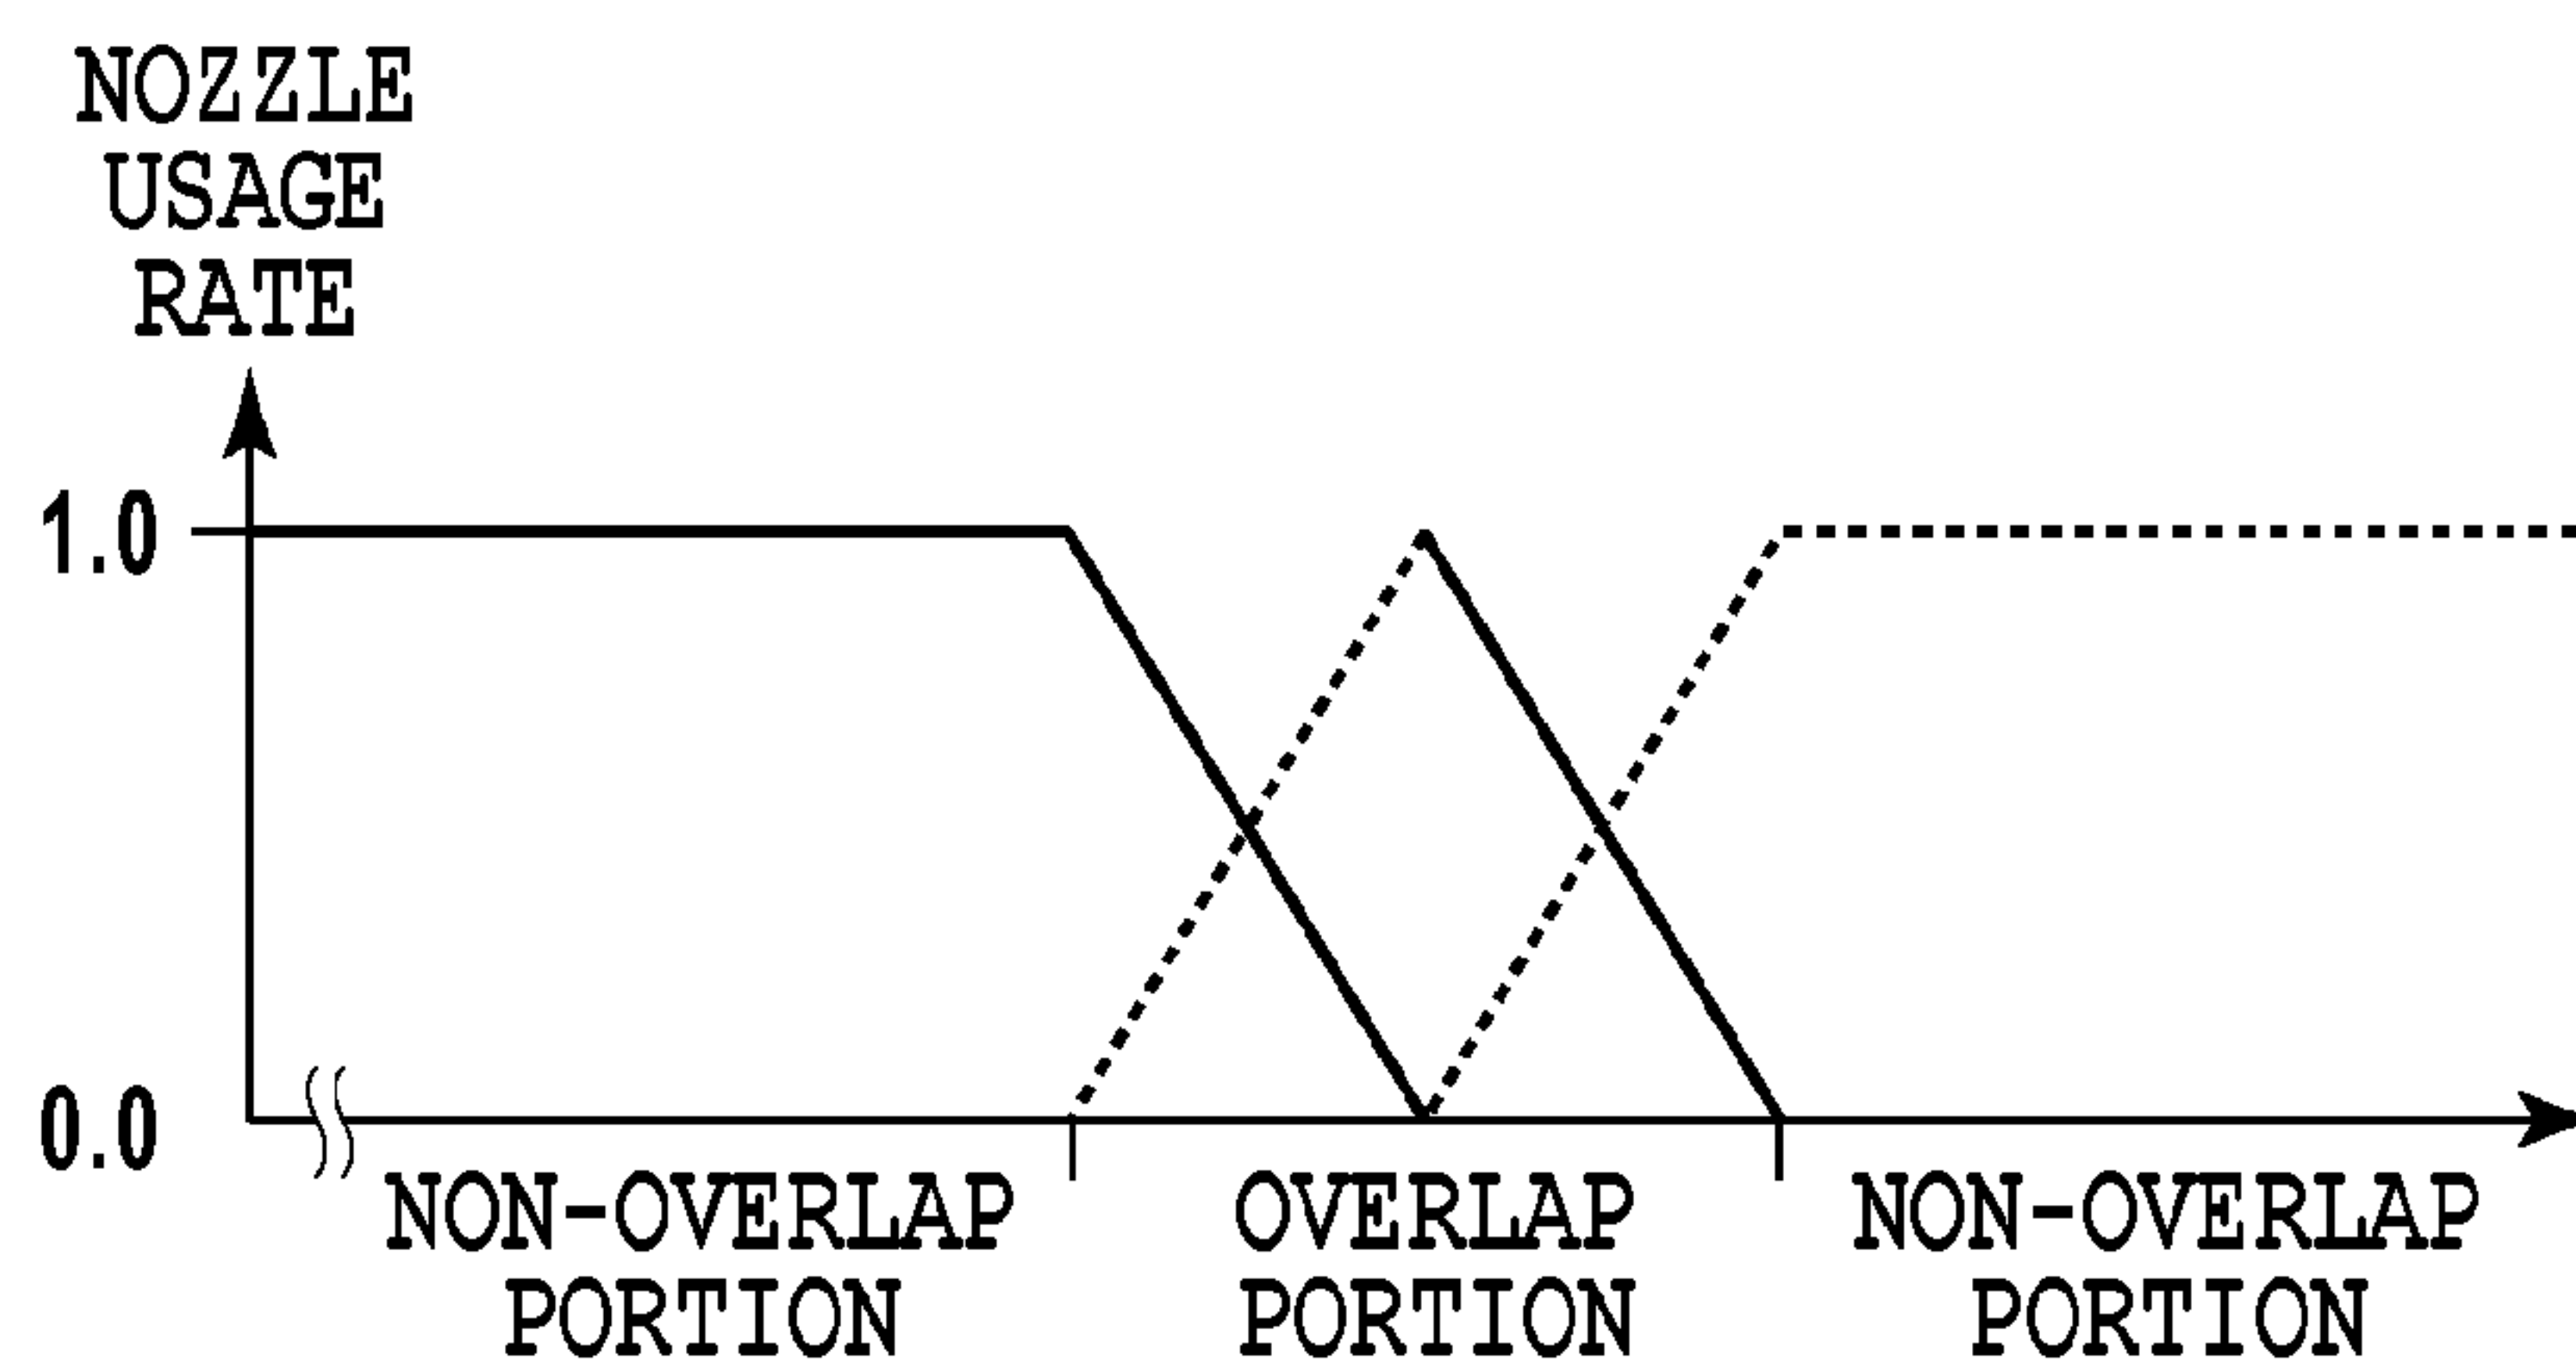 NOZZLE
USAGE
RATE
1.0
0.0
NON-OVERLAP
PORTION
OVERLAP
PORTION
NON-OVERLAP
PORTION